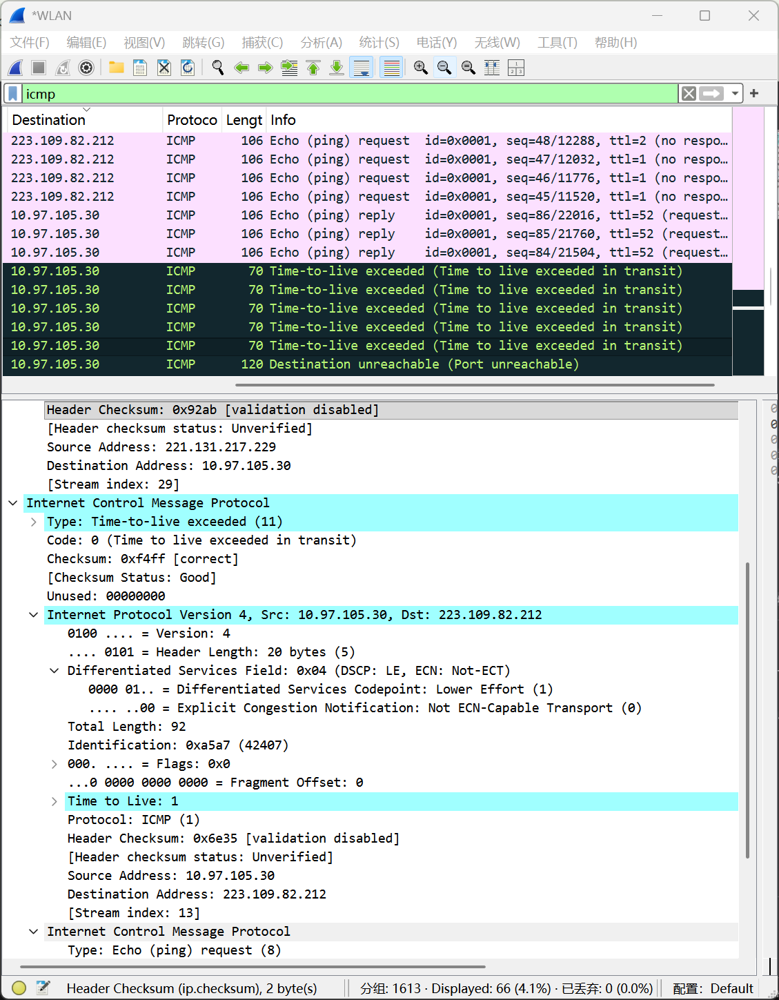 *WLAN
文件(F) 编辑(E) 视图(V) 跳转(G) 捕获(C) 分析(A) 统计(S) 电话(Y) 无线(W) 工具(T) 帮助(H)
icmp
Destination Protoco Lengt Info
223.109.82.212 ICMP 106 Echo (ping) request id=0x0001, seq=48/12288, ttl=2 (no respo…
223.109.82.212 ICMP 106 Echo (ping) request id=0x0001, seq=47/12032, ttl=1 (no respo…
223.109.82.212 ICMP 106 Echo (ping) request id=0x0001, seq=46/11776, ttl=1 (no respo…
223.109.82.212 ICMP 106 Echo (ping) request id=0x0001, seq=45/11520, ttl=1 (no respo…
10.97.105.30 ICMP 106 Echo (ping) reply id=0x0001, seq=86/22016, ttl=52 (request…
10.97.105.30 ICMP 106 Echo (ping) reply id=0x0001, seq=85/21760, ttl=52 (request…
10.97.105.30 ICMP 106 Echo (ping) reply id=0x0001, seq=84/21504, ttl=52 (request…
10.97.105.30 ICMP 70 Time-to-live exceeded (Time to live exceeded in transit)
10.97.105.30 ICMP 70 Time-to-live exceeded (Time to live exceeded in transit)
10.97.105.30 ICMP 70 Time-to-live exceeded (Time to live exceeded in transit)
10.97.105.30 ICMP 70 Time-to-live exceeded (Time to live exceeded in transit)
10.97.105.30 ICMP 70 Time-to-live exceeded (Time to live exceeded in transit)
10.97.105.30 ICMP 120 Destination unreachable (Port unreachable)
Header Checksum: 0x92ab [validation disabled]
[Header checksum status: Unverified]
Source Address: 221.131.217.229
Destination Address: 10.97.105.30
[Stream index: 29]
Internet Control Message Protocol
Type: Time-to-live exceeded (11)
Code: 0 (Time to live exceeded in transit)
Checksum: 0xf4ff [correct]
[Checksum Status: Good]
Unused: 00000000
Internet Protocol Version 4, Src: 10.97.105.30, Dst: 223.109.82.212
0100 .... = Version: 4
.... 0101 = Header Length: 20 bytes (5)
Differentiated Services Field: 0x04 (DSCP: LE, ECN: Not-ECT)
0000 01.. = Differentiated Services Codepoint: Lower Effort (1)
.... ..00 = Explicit Congestion Notification: Not ECN-Capable Transport (0)
Total Length: 92
Identification: 0xa5a7 (42407)
000. .... = Flags: 0x0
...0 0000 0000 0000 = Fragment Offset: 0
Time to Live: 1
Protocol: ICMP (1)
Header Checksum: 0x6e35 [validation disabled]
[Header checksum status: Unverified]
Source Address: 10.97.105.30
Destination Address: 223.109.82.212
[Stream index: 13]
Internet Control Message Protocol
Type: Echo (ping) request (8)
Header Checksum (ip.checksum), 2 byte(s) 分组: 1613 · Displayed: 66 (4.1%) · 已丢弃: 0 (0.0%) 配置: Default